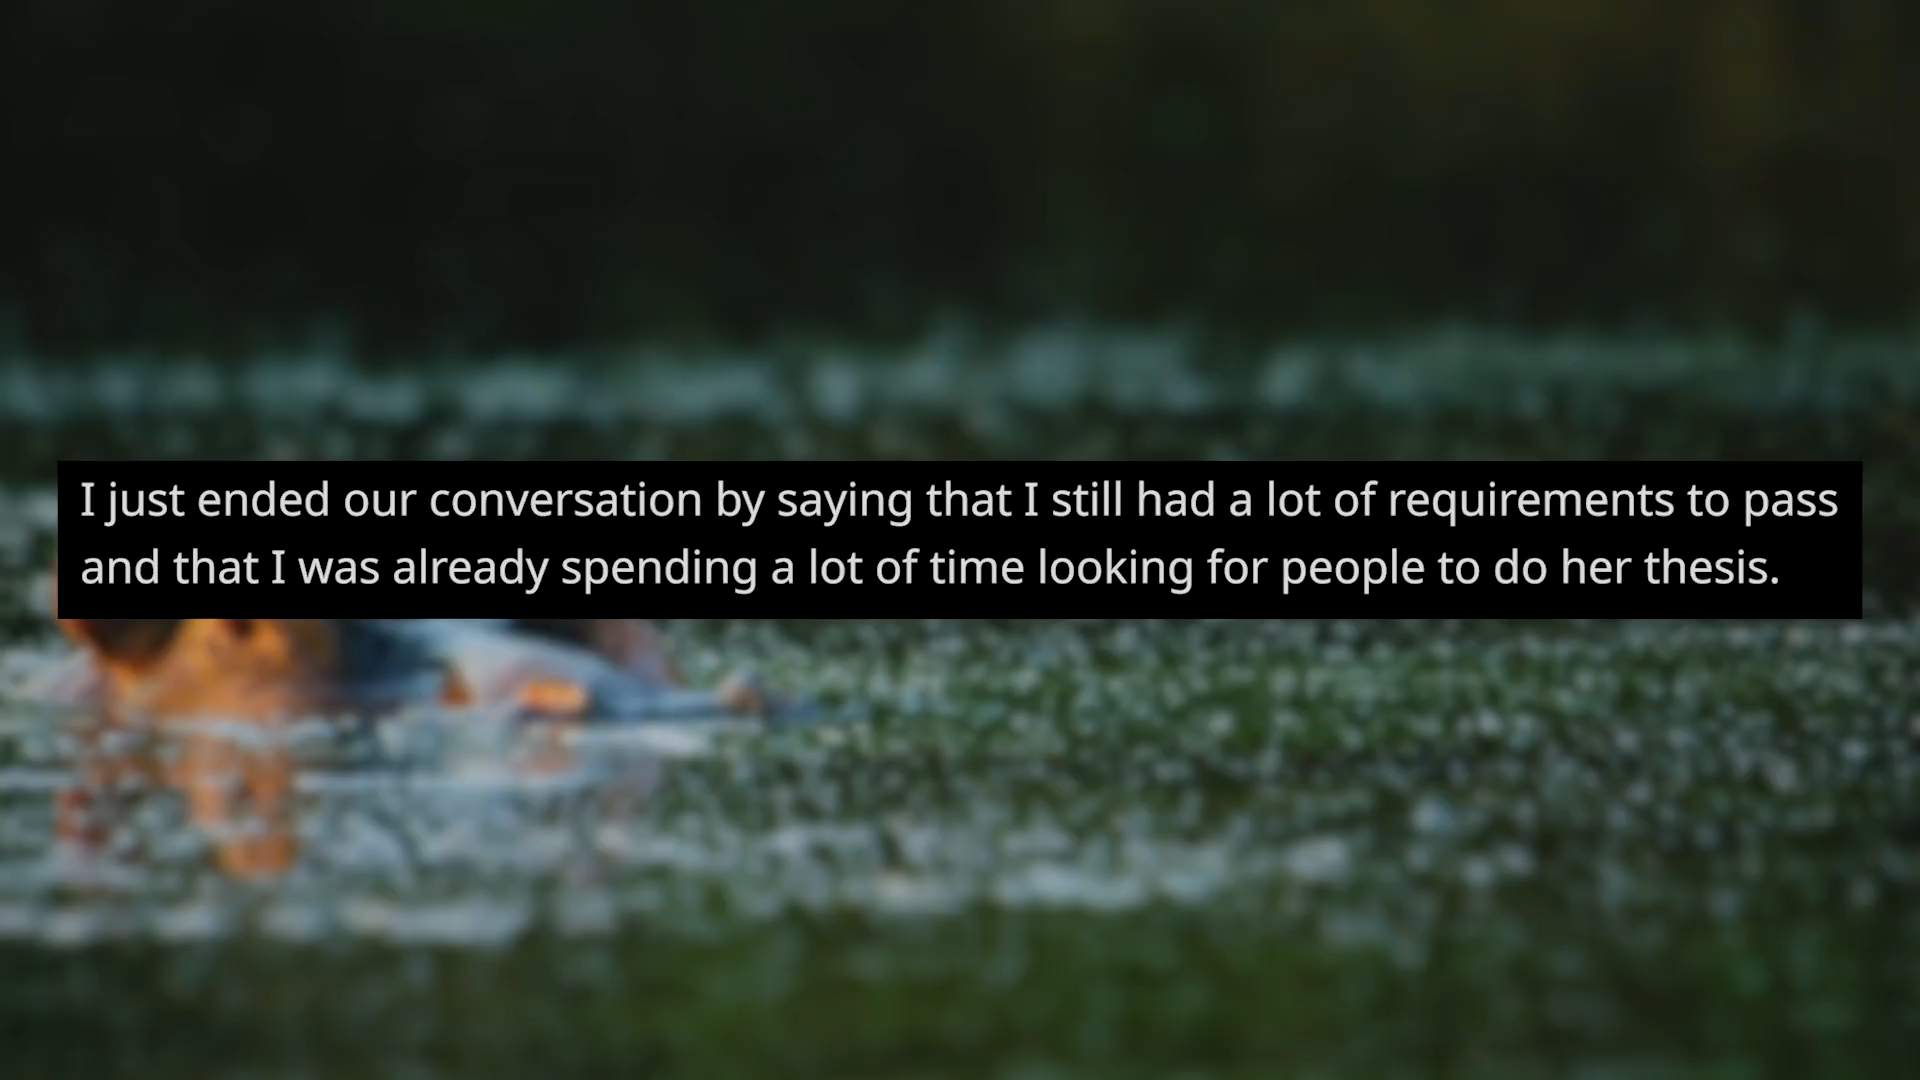 I just ended our conversation by saying that I still had a lot of requirements to pass
and that I was already spending a lot of time looking for people to do her thesis.